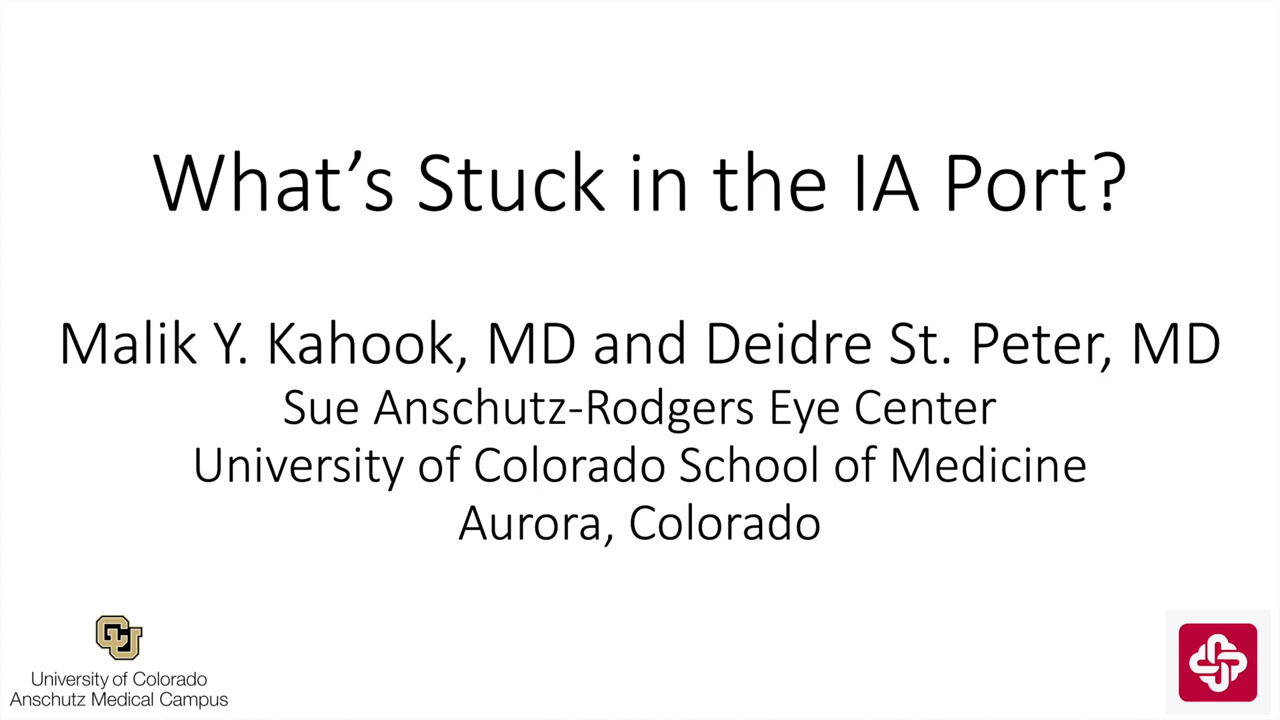 What’s Stuck in the IA Port?
Malik Y. Kahook, MD and Deidre St. Peter, MD
Sue Anschutz-Rodgers Eye Center
University of Colorado School of Medicine
Aurora, Colorado
CU
University of Colorado
Anschutz Medical Campus